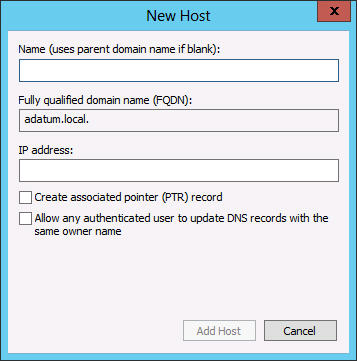 New Host
x
Name (uses parent domain name if blank):
Fully qualified domain name (FQDN):
adatum.local.
IP address:
Create associated pointer (PTR) record
Allow any authenticated user to update DNS records with the
same owner name
Add Host
Cancel